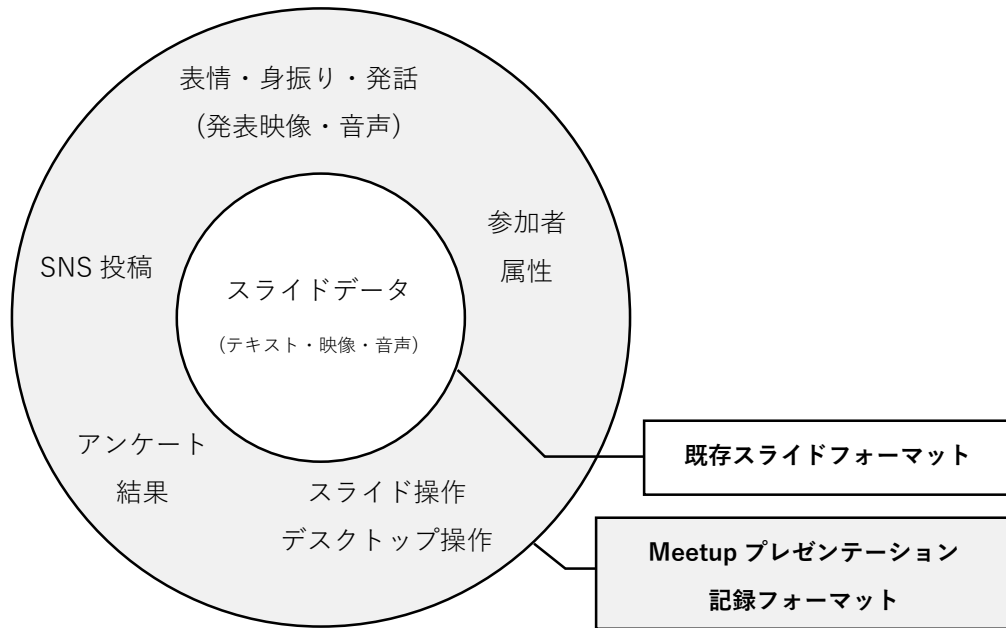 表情・身振り・発話
(発表映像・音声)
参加者
属性
SNS 投稿
スライドデータ
(テキスト・映像・音声)
アンケート
結果
スライド操作
デスクトップ操作
既存スライドフォーマット
Meetup プレゼンテーション
記録フォーマット